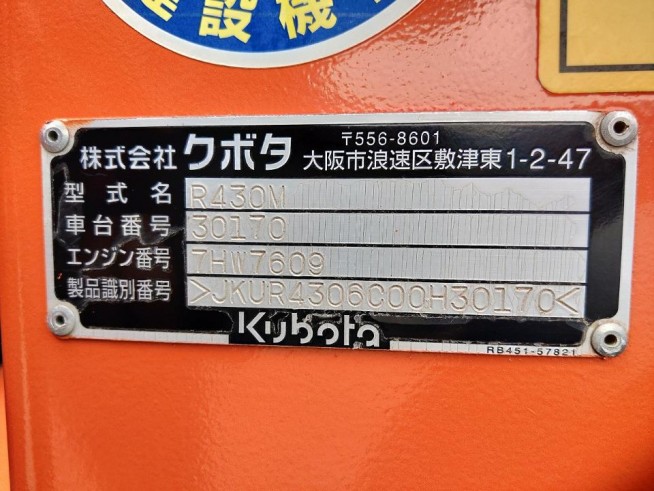 建設機
株式会社 クボタ
〒556-8601
大阪市浪速区敷津東1-2-47
型式名 R430M
車台番号 30170
エンジン番号 7HW7609
製品識別番号 >JKUR4306C00H30170<
Kubota
RB451-57821